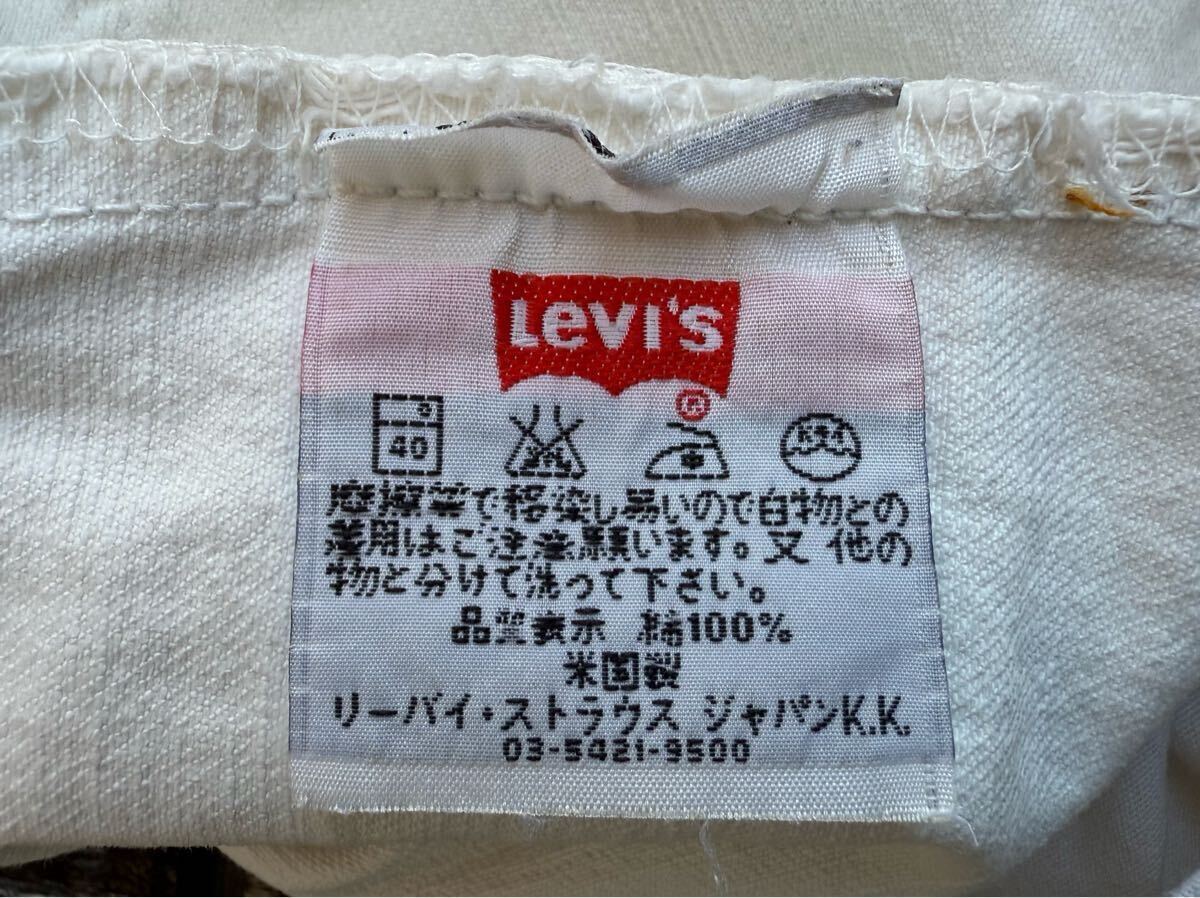 Levi's
®
40
ドライ
摩擦等で移染し易いので白物との
着用はご注意願います。又 他の
物と分けて洗って下さい。
品質表示 綿100%
米国製
リーバイ・ストラウス ジャパンK.K.
03-5421-9500